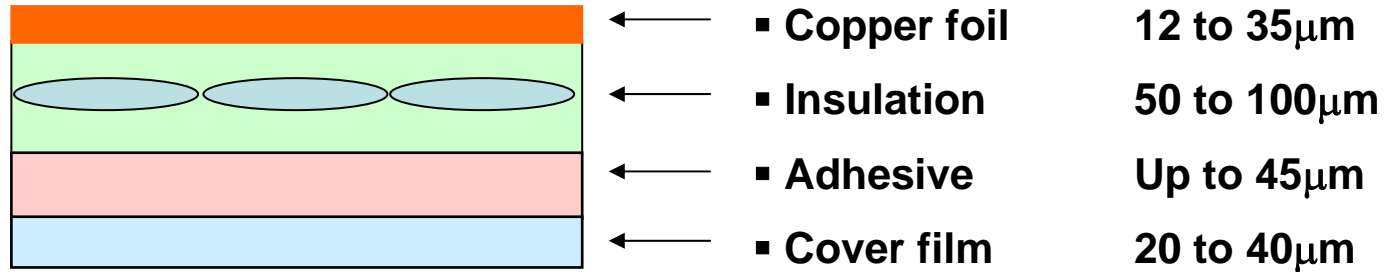 ▪ Copper foil 12 to 35μm
▪ Insulation 50 to 100μm
▪ Adhesive Up to 45μm
▪ Cover film 20 to 40μm